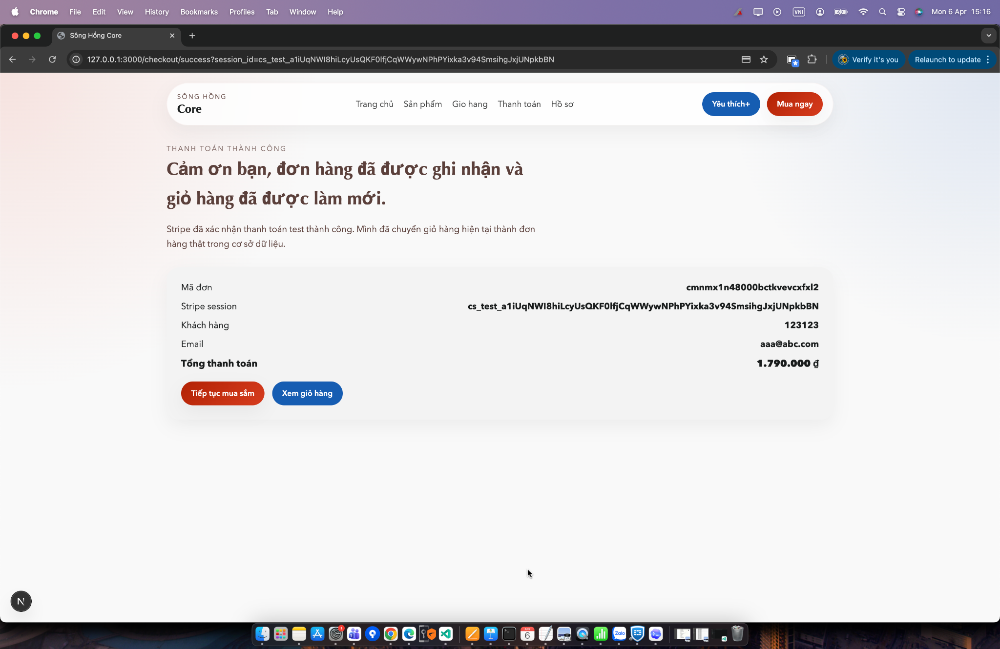 Chrome File Edit View History Bookmarks Profiles Tab Window Help VNI Mon 6 Apr 15:16
Sông Hồng Core
127.0.0.1:3000/checkout/success?session_id=cs_test_a1iUqNWI8hiLcyUsQKF0lfjCqWWywNPhPYixka3v94SmsihgJxjUNpkbBN Verify it's you Relaunch to update
SÔNG HỒNG
Core
Trang chủ Sản phẩm Gio hang Thanh toán Hồ sơ Yêu thích+ Mua ngay
THANH TOÁN THÀNH CÔNG
Cảm ơn bạn, đơn hàng đã được ghi nhận và
giỏ hàng đã được làm mới.
Stripe đã xác nhận thanh toán test thành công. Mình đã chuyển giỏ hàng hiện tại thành đơn
hàng thật trong cơ sở dữ liệu.
Mã đơn cmnmx1n48000bctkvevcxfxl2
Stripe session cs_test_a1iUqNWI8hiLcyUsQKF0lfjCqWWywNPhPYixka3v94SmsihgJxjUNpkbBN
Khách hàng 123123
Email aaa@abc.com
Tổng thanh toán 1.790.000 ₫
Tiếp tục mua sắm Xem giỏ hàng
N
1 APR 6 Zalo